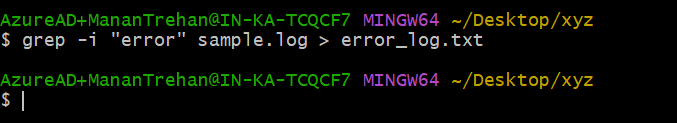 AzureAD+MananTrehan@IN-KA-TCQCF7 MINGW64 ~/Desktop/xyz
$ grep -i "error" sample.log > error_log.txt
AzureAD+MananTrehan@IN-KA-TCQCF7 MINGW64 ~/Desktop/xyz
$